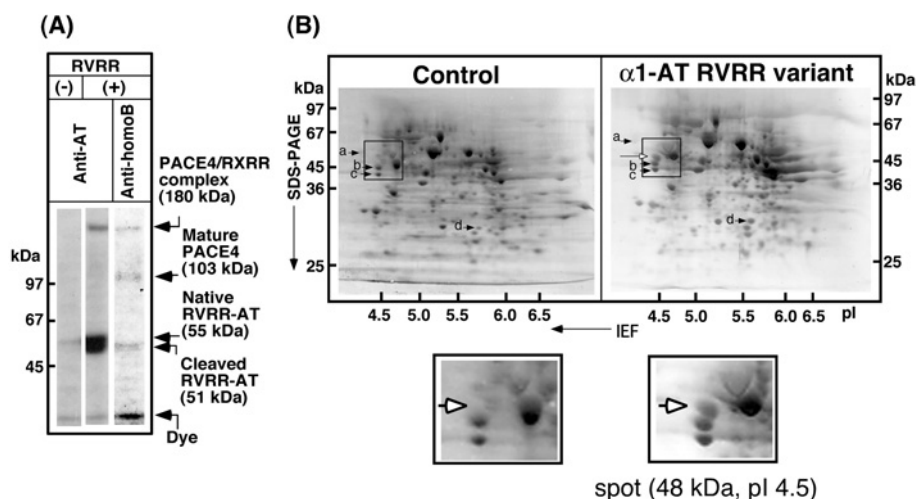 (A)
RVRR
(-) (+)
Anti-AT
Anti-homoB
kDa
97
67
45
PACE4/RXRR
complex
(180 kDa)
Mature
PACE4
(103 kDa)
Native
RVRR-AT
(55 kDa)
Cleaved
RVRR-AT
(51 kDa)
Dye
(B)
Control
α1-AT RVRR variant
kDa
97
67
45
36
25
SDS-PAGE
a
b
c
d
a
b
c
d
kDa
97
67
45
36
25
4.5 5.0 5.5 6.0 6.5 4.5 5.0 5.5 6.0 6.5 pI
IEF
spot (48 kDa, pI 4.5)